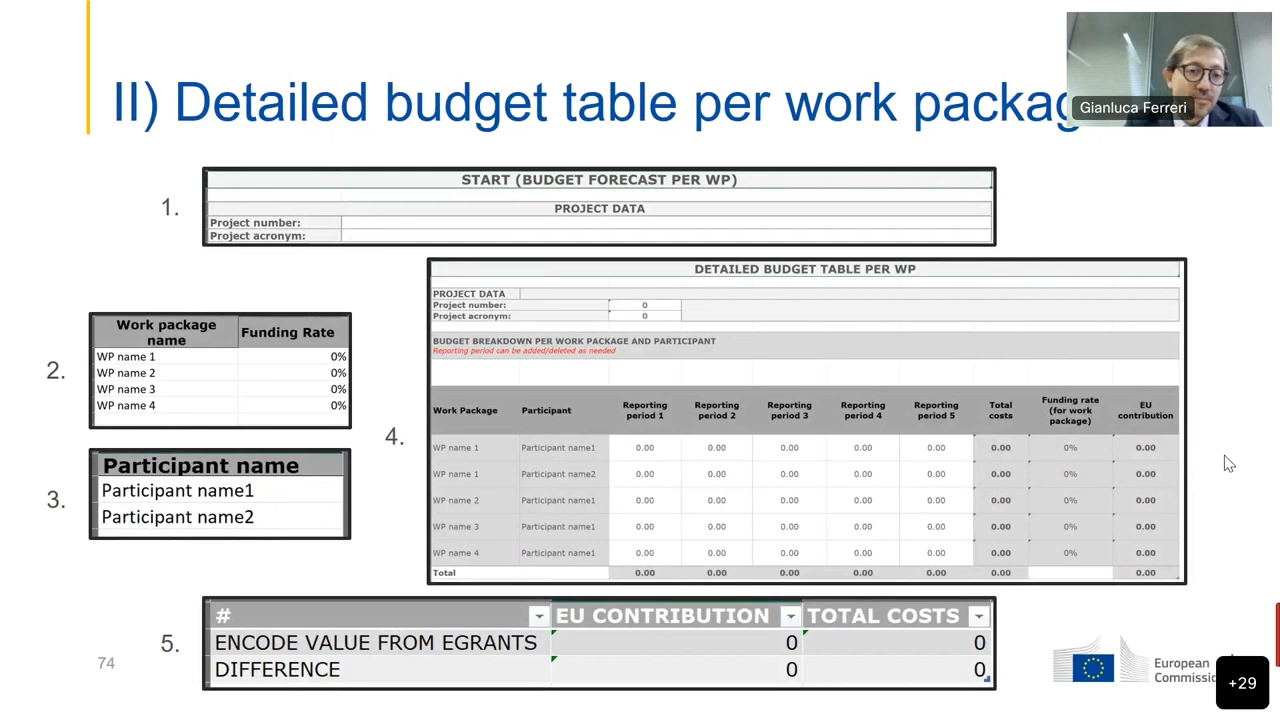 II) Detailed budget table per work packag
Gianluca Ferreri
1.
START (BUDGET FORECAST PER WP)
PROJECT DATA
Project number:
Project acronym:
2.
Work package name Funding Rate
WP name 1 0%
WP name 2 0%
WP name 3 0%
WP name 4 0%
3.
Participant name
Participant name1
Participant name2
4.
DETAILED BUDGET TABLE PER WP
PROJECT DATA
Project number: 0
Project acronym: 0
BUDGET BREAKDOWN PER WORK PACKAGE AND PARTICIPANT
Reporting period can be added/deleted as needed
Work Package Participant Reporting period 1 Reporting period 2 Reporting period 3 Reporting period 4 Reporting period 5 Total costs Funding rate (for work package) EU contribution
WP name 1 Participant name1 0.00 0.00 0.00 0.00 0.00 0.00 0% 0.00
WP name 1 Participant name2 0.00 0.00 0.00 0.00 0.00 0.00 0% 0.00
WP name 2 Participant name1 0.00 0.00 0.00 0.00 0.00 0.00 0% 0.00
WP name 3 Participant name1 0.00 0.00 0.00 0.00 0.00 0.00 0% 0.00
WP name 4 Participant name1 0.00 0.00 0.00 0.00 0.00 0.00 0% 0.00
Total 0.00 0.00 0.00 0.00 0.00 0.00 0.00
5.
# EU CONTRIBUTION TOTAL COSTS
ENCODE VALUE FROM EGRANTS 0 0
DIFFERENCE 0 0
74
European
Commissi
+29